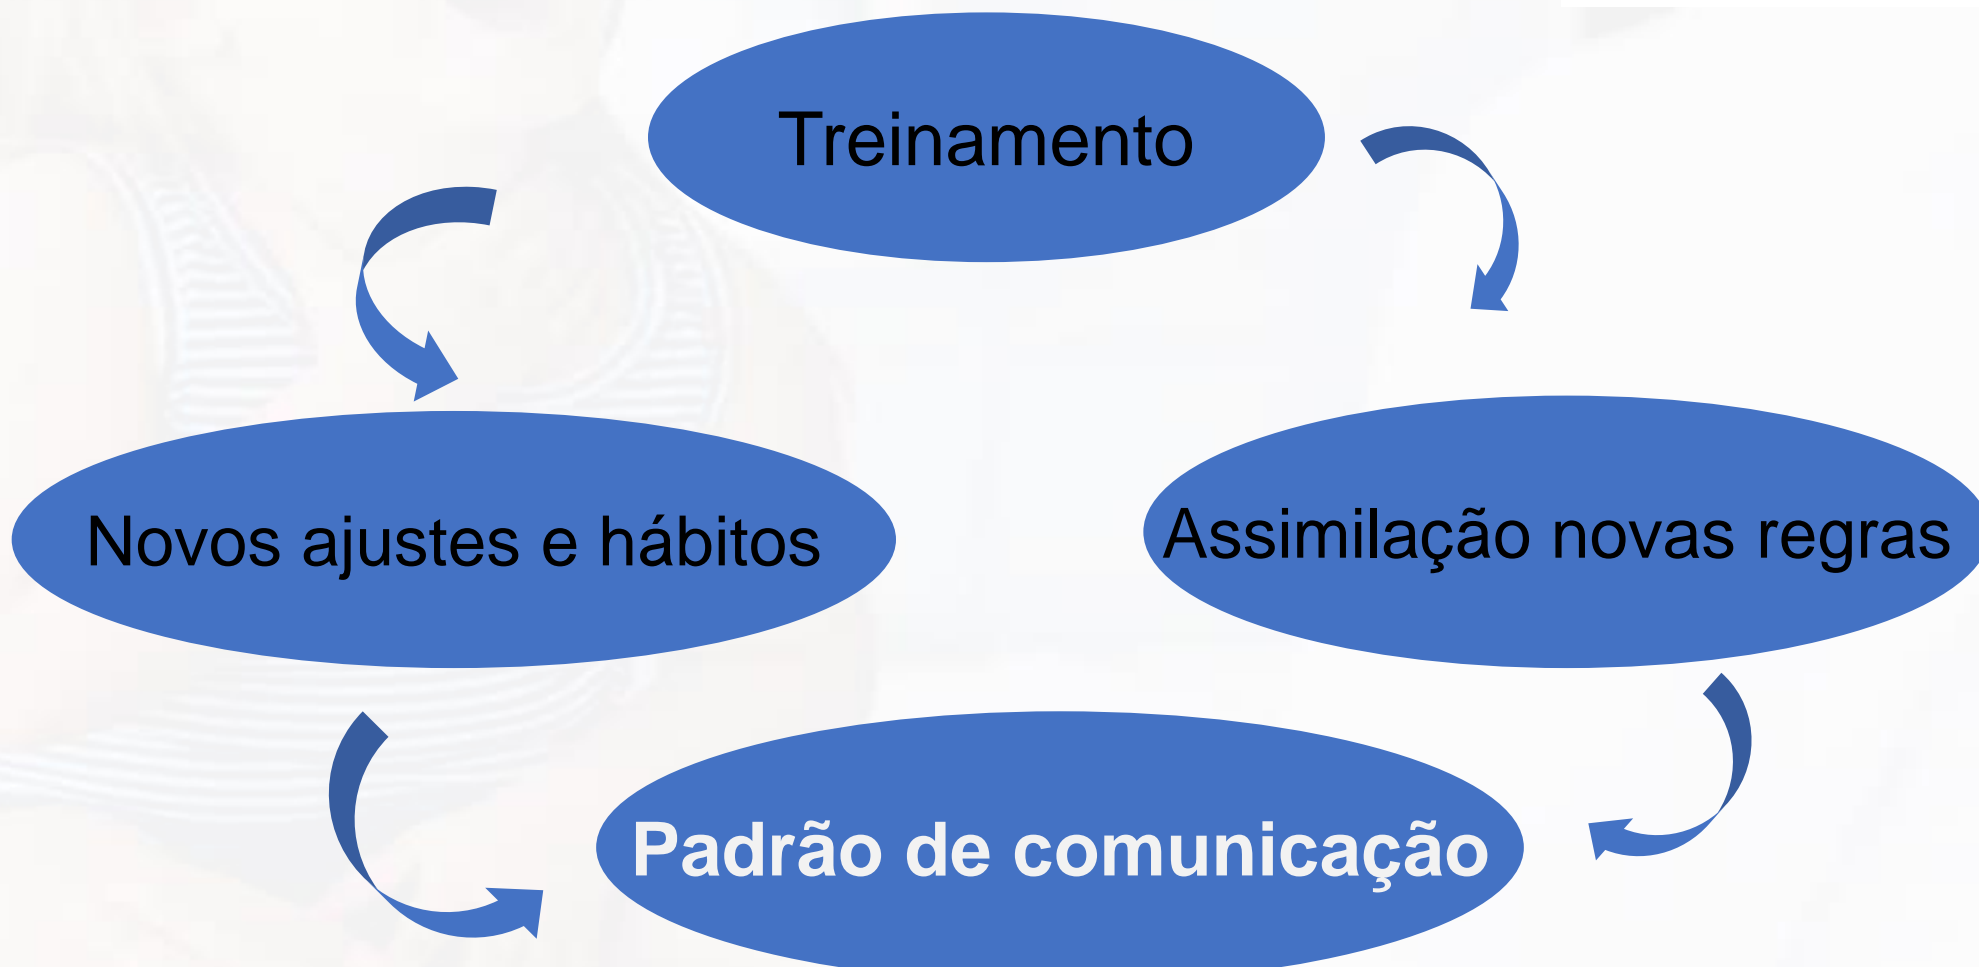 Treinamento
Novos ajustes e hábitos
Assimilação novas regras
Padrão de comunicação